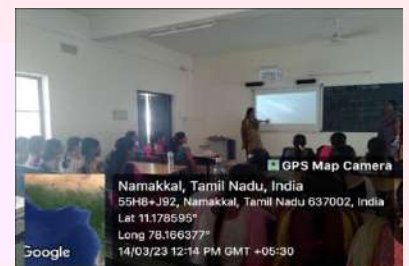 GPS Map Camera
Namakkal, Tamil Nadu, India
55H8+J92, Namakkal, Tamil Nadu 637002, India
Lat 11.178595°
Long 78.166377°
14/03/23 12:14 PM GMT +05:30
Google